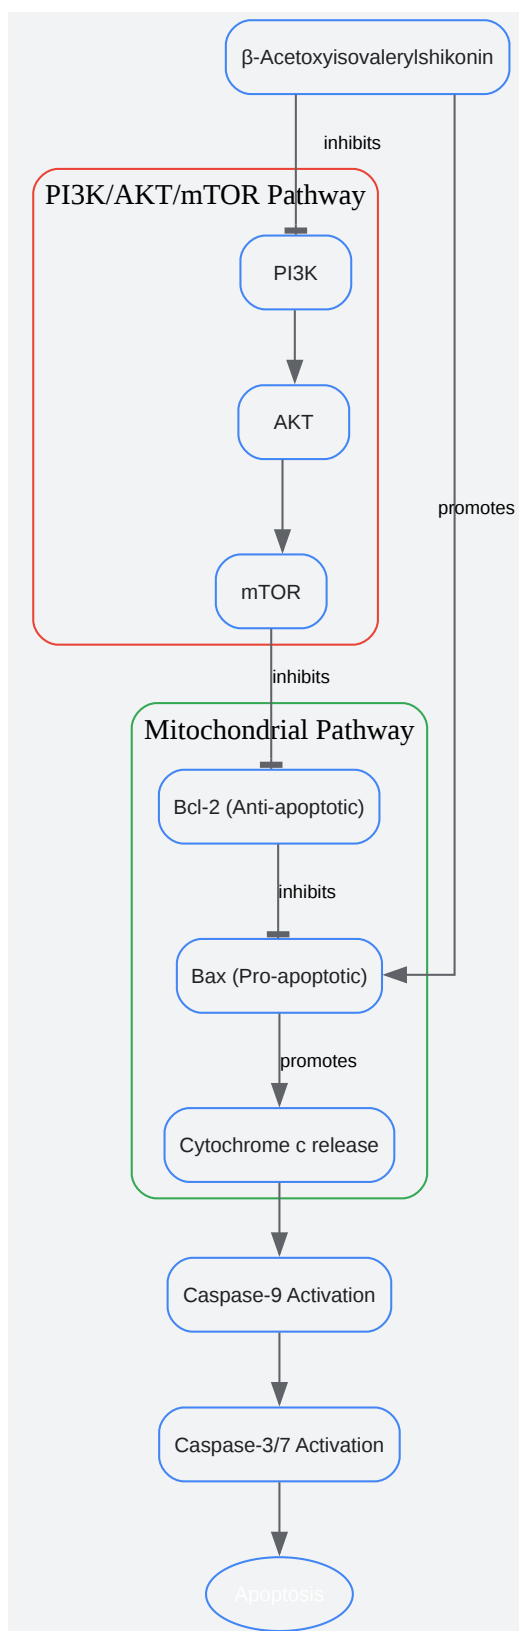 β-Acetoxyisovalerylshikonin
inhibits
PI3K/AKT/mTOR Pathway
PI3K
AKT
promotes
mTOR
inhibits
Mitochondrial Pathway
Bcl-2 (Anti-apoptotic)
inhibits
Bax (Pro-apoptotic)
promotes
Cytochrome c release
Caspase-9 Activation
Caspase-3/7 Activation
Apoptosis